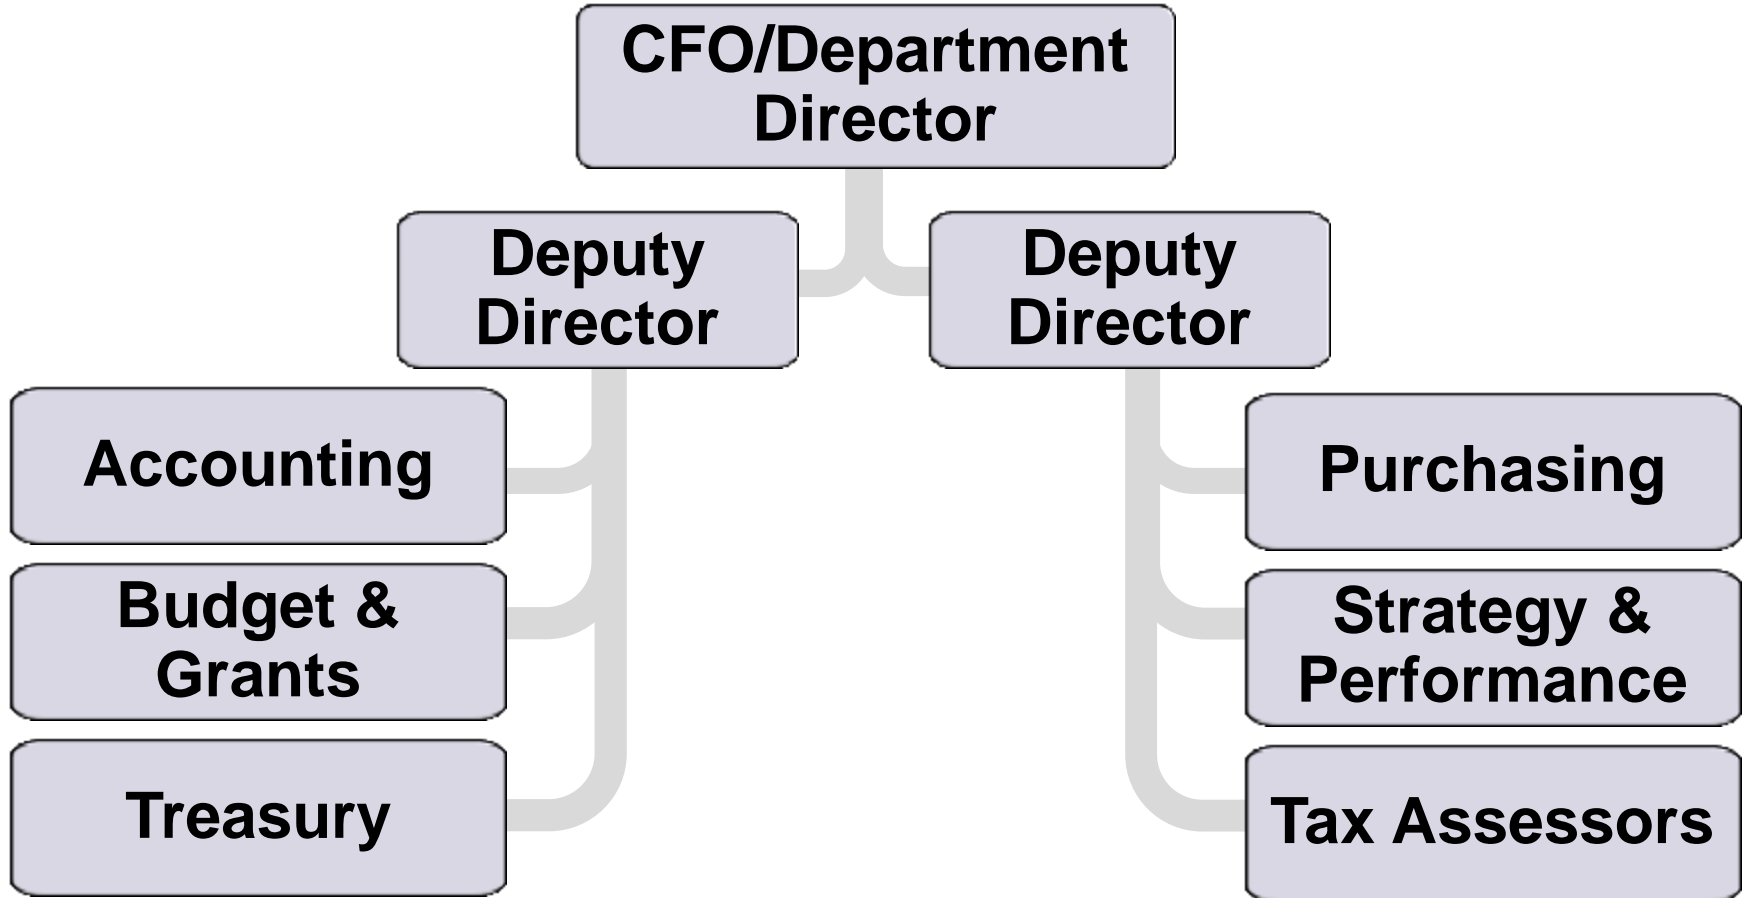 CFO/Department
Director
Deputy
Director
Deputy
Director
Accounting
Budget &
Grants
Treasury
Purchasing
Strategy &
Performance
Tax Assessors